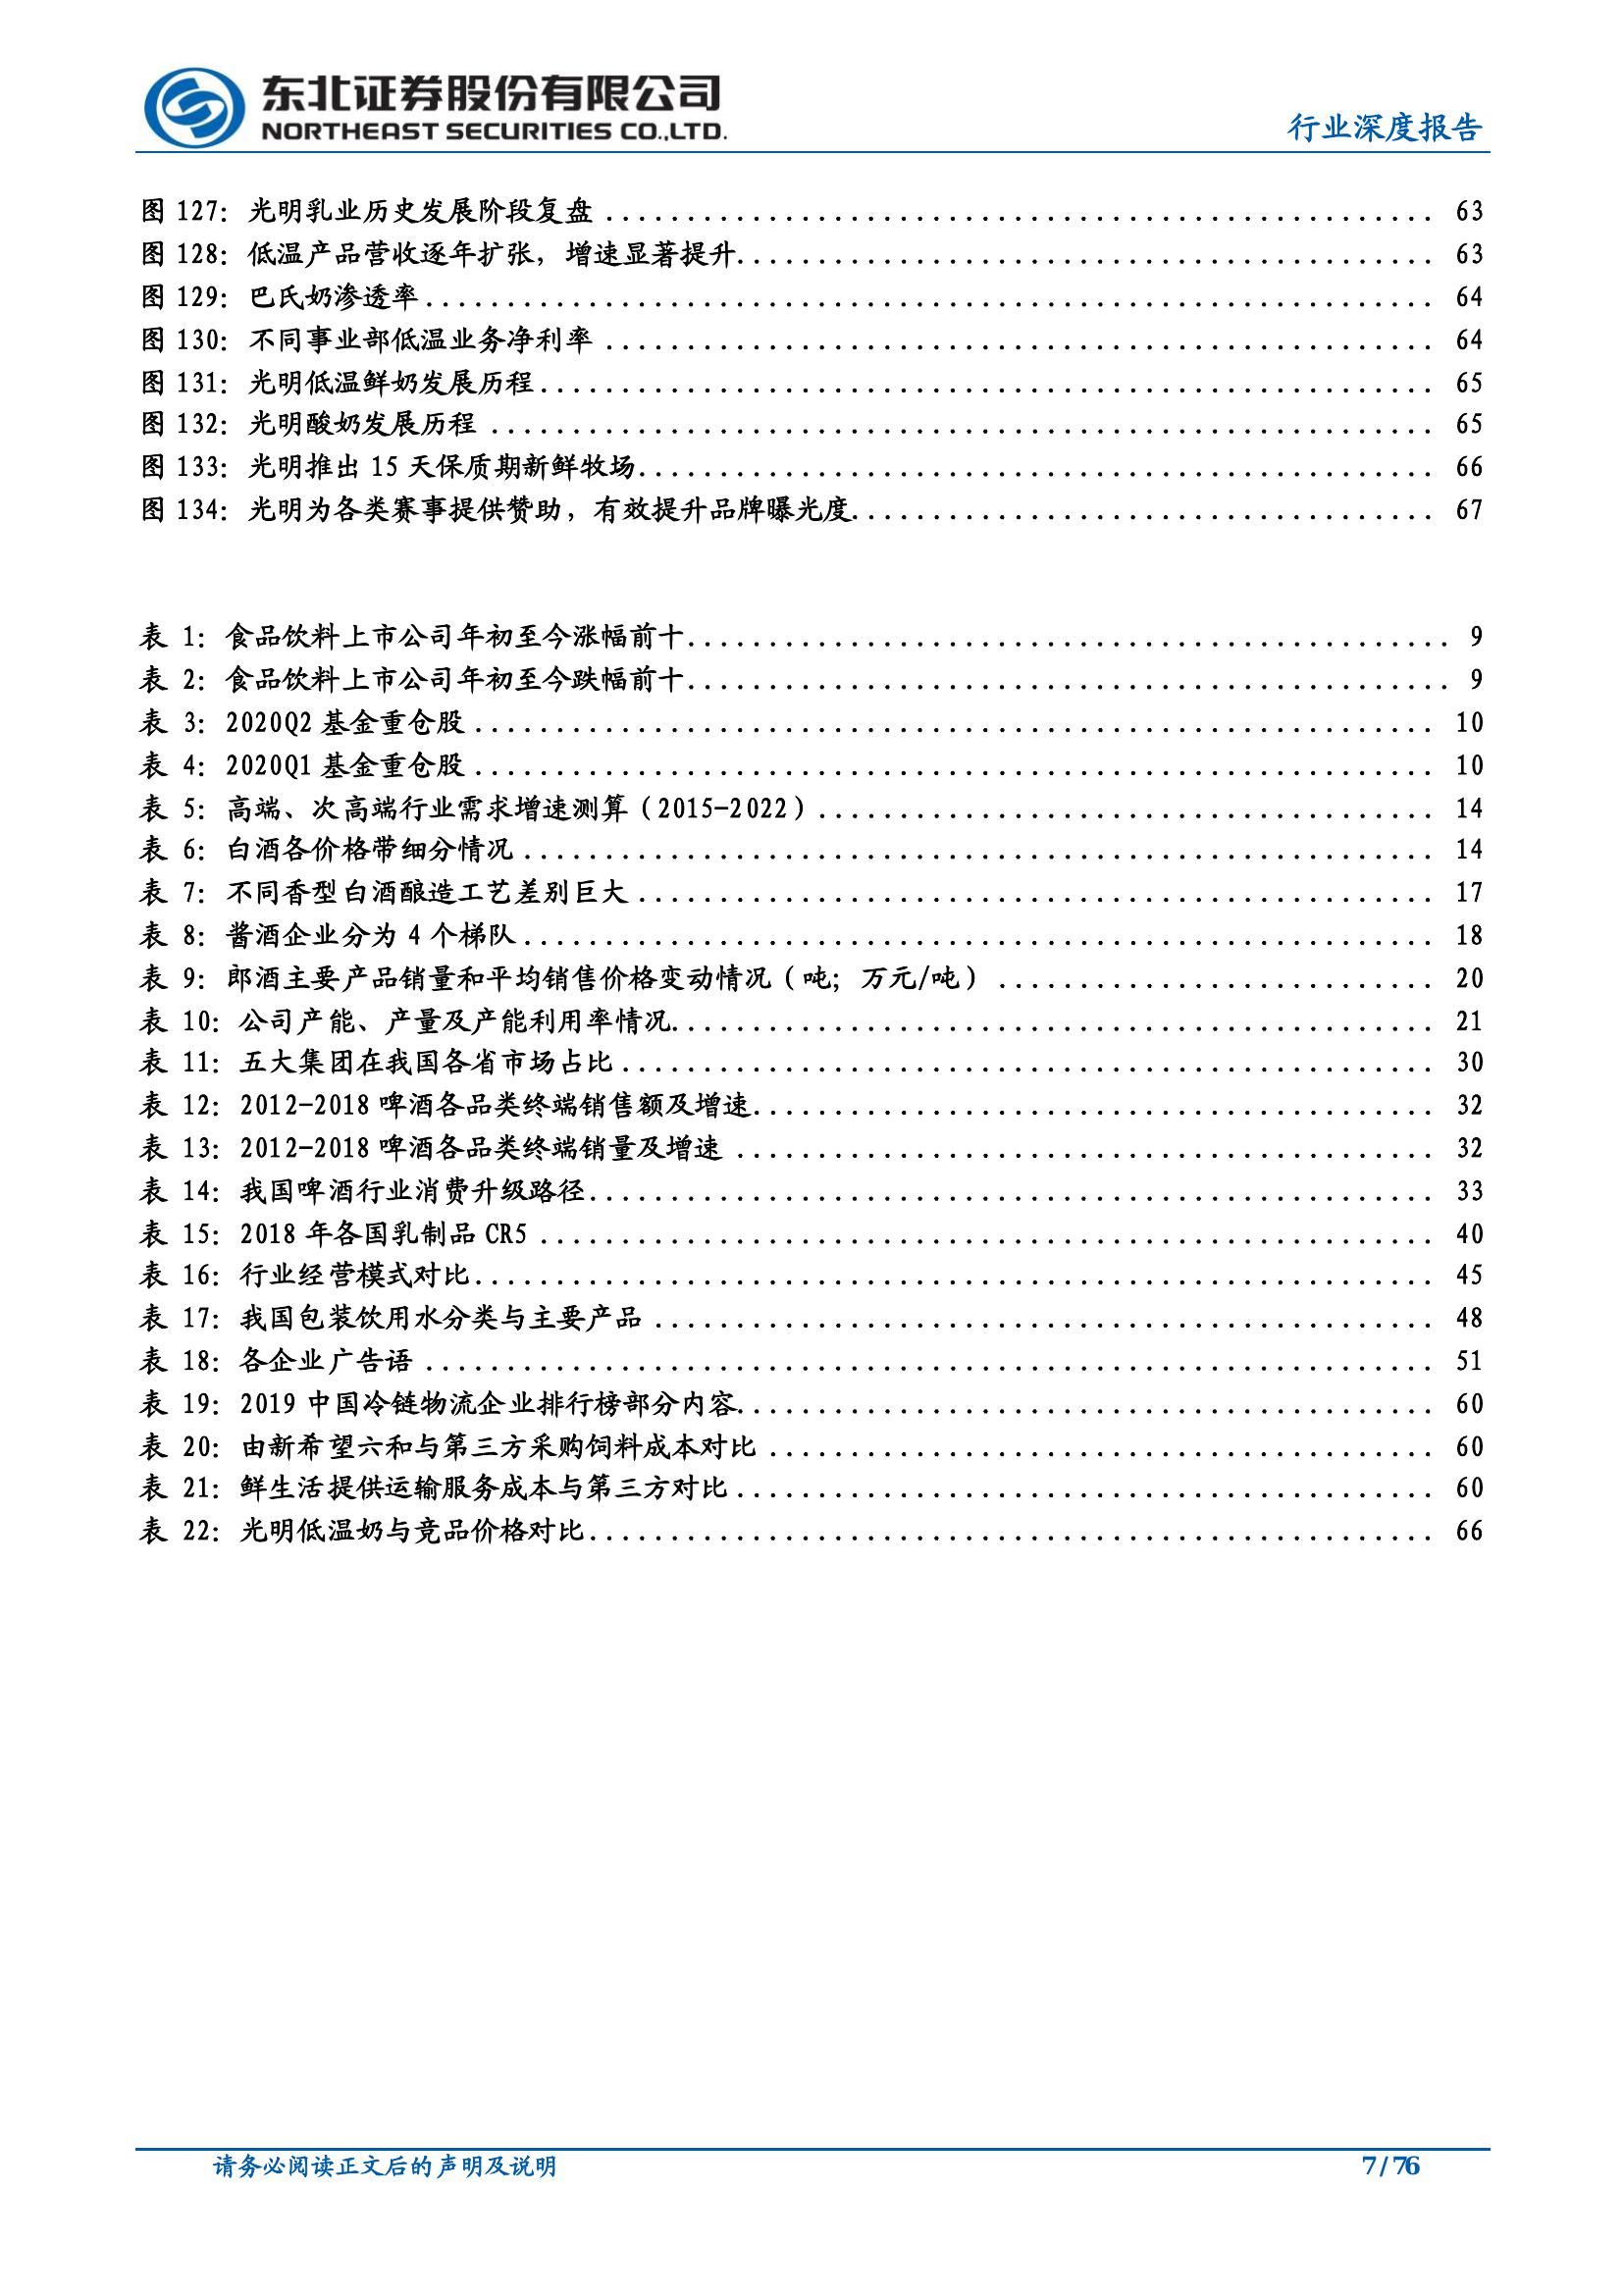 东北证券股份有限公司
NORTHEAST SECURITIES CO.,LTD.
行业深度报告
图 127：光明乳业历史发展阶段复盘 .................................................... 63
图 128：低温产品营收逐年扩张，增速显著提升........................................... 63
图 129：巴氏奶渗透率.............................................................. 64
图 130：不同事业部低温业务净利率 ................................................... 64
图 131：光明低温鲜奶发展历程....................................................... 65
图 132：光明酸奶发展历程 .......................................................... 65
图 133：光明推出 15 天保质期新鲜牧场................................................. 66
图 134：光明为各类赛事提供赞助，有效提升品牌曝光度.................................... 67
表 1：食品饮料上市公司年初至今涨幅前十............................................... 9
表 2：食品饮料上市公司年初至今跌幅前十............................................... 9
表 3：2020Q2 基金重仓股 ........................................................... 10
表 4：2020Q1 基金重仓股 ........................................................... 10
表 5：高端、次高端行业需求增速测算（2015-2022）...................................... 14
表 6：白酒各价格带细分情况 ........................................................ 14
表 7：不同香型白酒酿造工艺差别巨大 ................................................. 17
表 8：酱酒企业分为 4 个梯队........................................................ 18
表 9：郎酒主要产品销量和平均销售价格变动情况（吨；万元/吨） ........................... 20
表 10：公司产能、产量及产能利用率情况............................................... 21
表 11：五大集团在我国各省市场占比.................................................. 30
表 12：2012-2018 啤酒各品类终端销售额及增速.......................................... 32
表 13：2012-2018 啤酒各品类终端销量及增速 ........................................... 32
表 14：我国啤酒行业消费升级路径.................................................... 33
表 15：2018 年各国乳制品 CR5 ....................................................... 40
表 16：行业经营模式对比........................................................... 45
表 17：我国包装饮用水分类与主要产品 ................................................ 48
表 18：各企业广告语 .............................................................. 51
表 19：2019 中国冷链物流企业排行榜部分内容........................................... 60
表 20：由新希望六和与第三方采购饲料成本对比 ......................................... 60
表 21：鲜生活提供运输服务成本与第三方对比........................................... 60
表 22：光明低温奶与竞品价格对比.................................................... 66
请务必阅读正文后的声明及说明
7 / 76